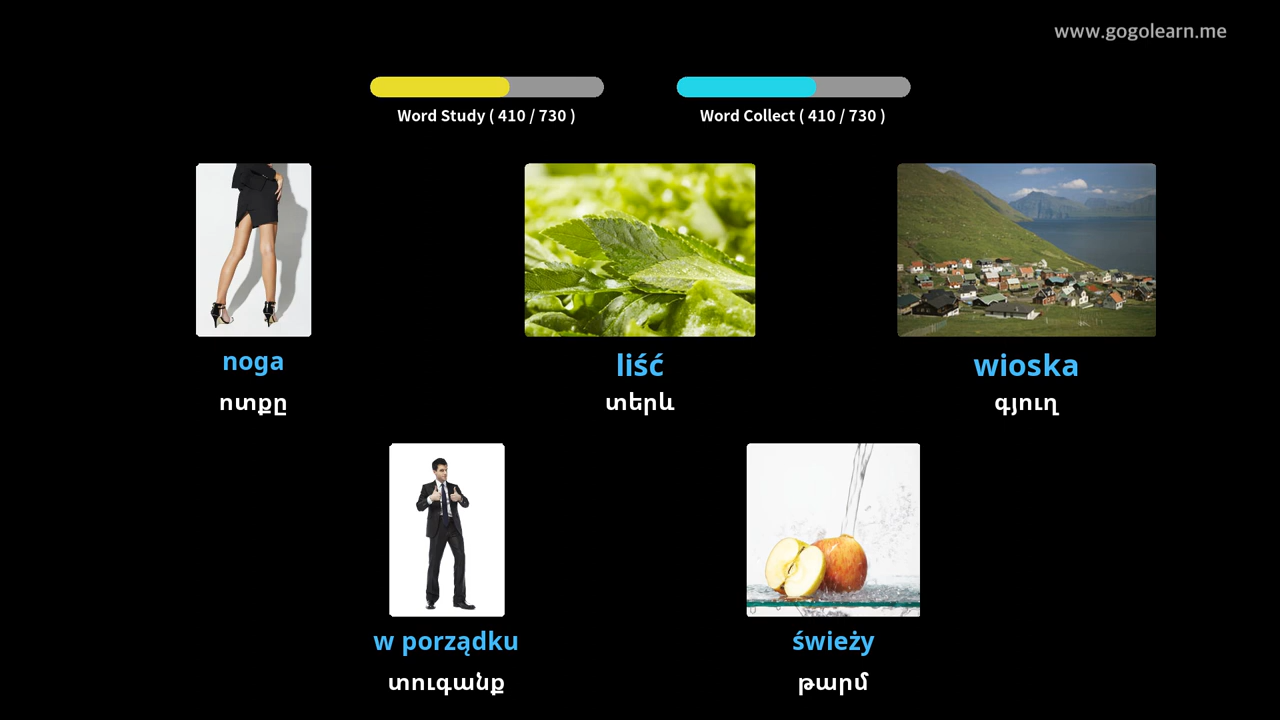 www.gogolearn.me
Word Study ( 410 / 730 )
Word Collect ( 410 / 730 )
noga
liść
wioska
ոտքը
տերև
գյուղ
w porządku
świeży
տուգանք
թարմ